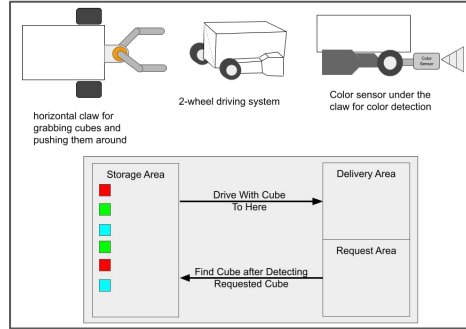 Color
Sensor
horizontal claw for
grabbing cubes and
pushing them around
2-wheel driving system
Color sensor under the
claw for color detection
Storage Area
Delivery Area
Drive With Cube
To Here
Request Area
Find Cube after Detecting
Requested Cube